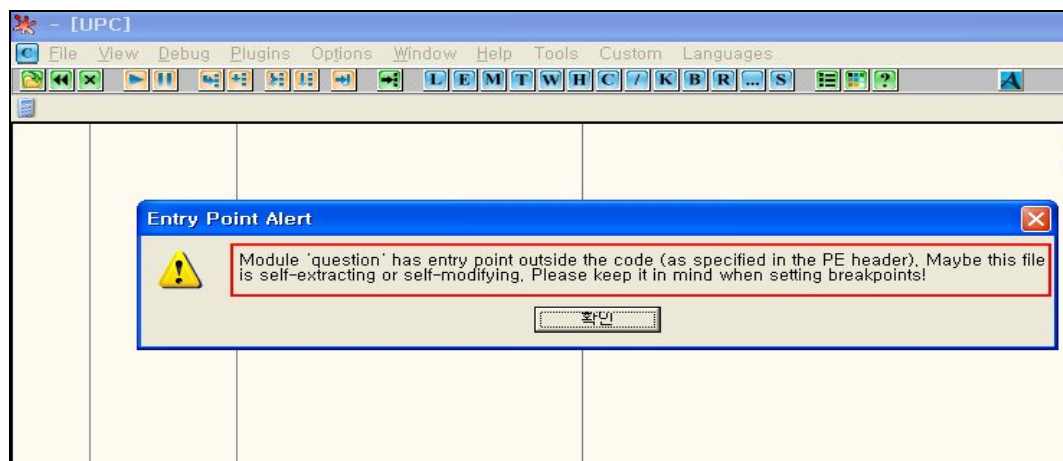 - [UPC]
C File View Debug Plugins Options Window Help Tools Custom Languages
L E M T W H C / K B R ... S ? A
Entry Point Alert
Module 'question' has entry point outside the code (as specified in the PE header), Maybe this file
is self-extracting or self-modifying, Please keep it in mind when setting breakpoints!
확인